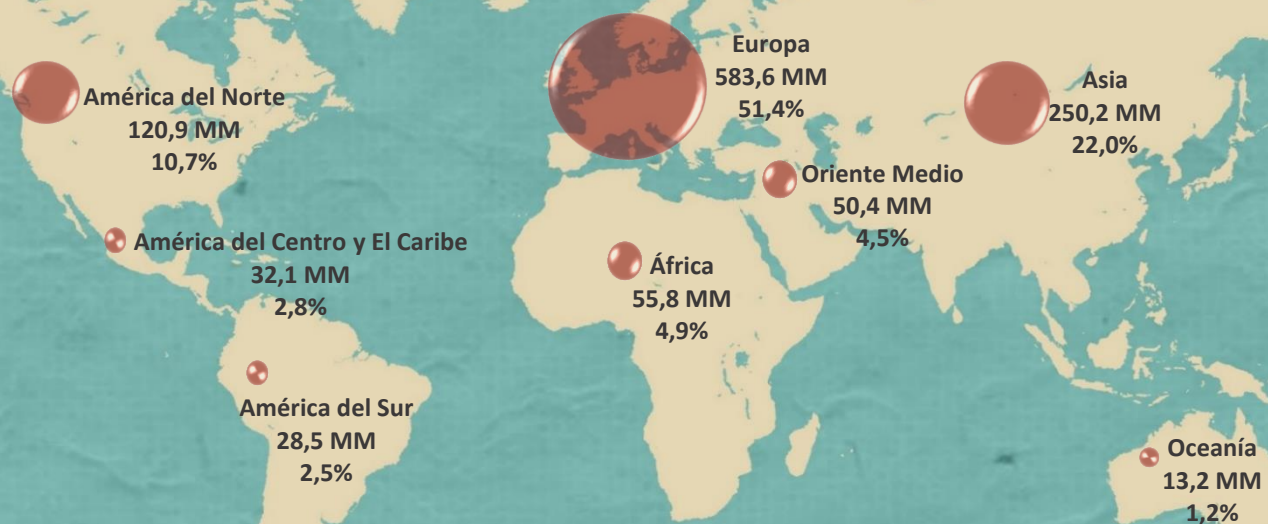 Europa
583,6 MM
51,4%
Asia
250,2 MM
22,0%
América del Norte
120,9 MM
10,7%
Oriente Medio
50,4 MM
4,5%
América del Centro y El Caribe
32,1 MM
2,8%
África
55,8 MM
4,9%
América del Sur
28,5 MM
2,5%
Oceanía
13,2 MM
1,2%